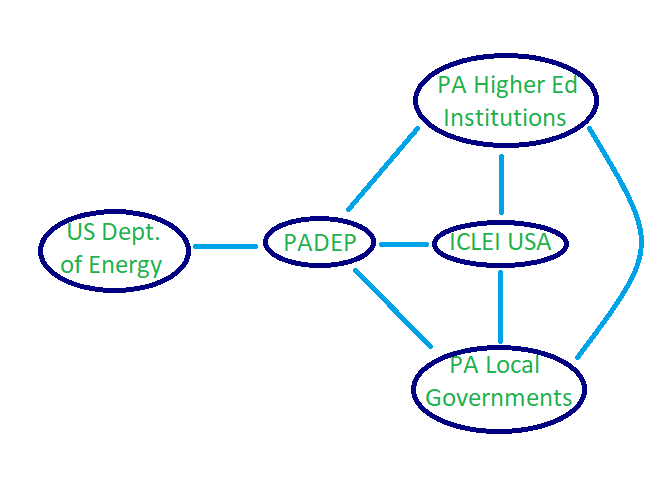 PA Higher Ed
Institutions
US Dept.
of Energy
PADEP
ICLEI USA
PA Local
Governments